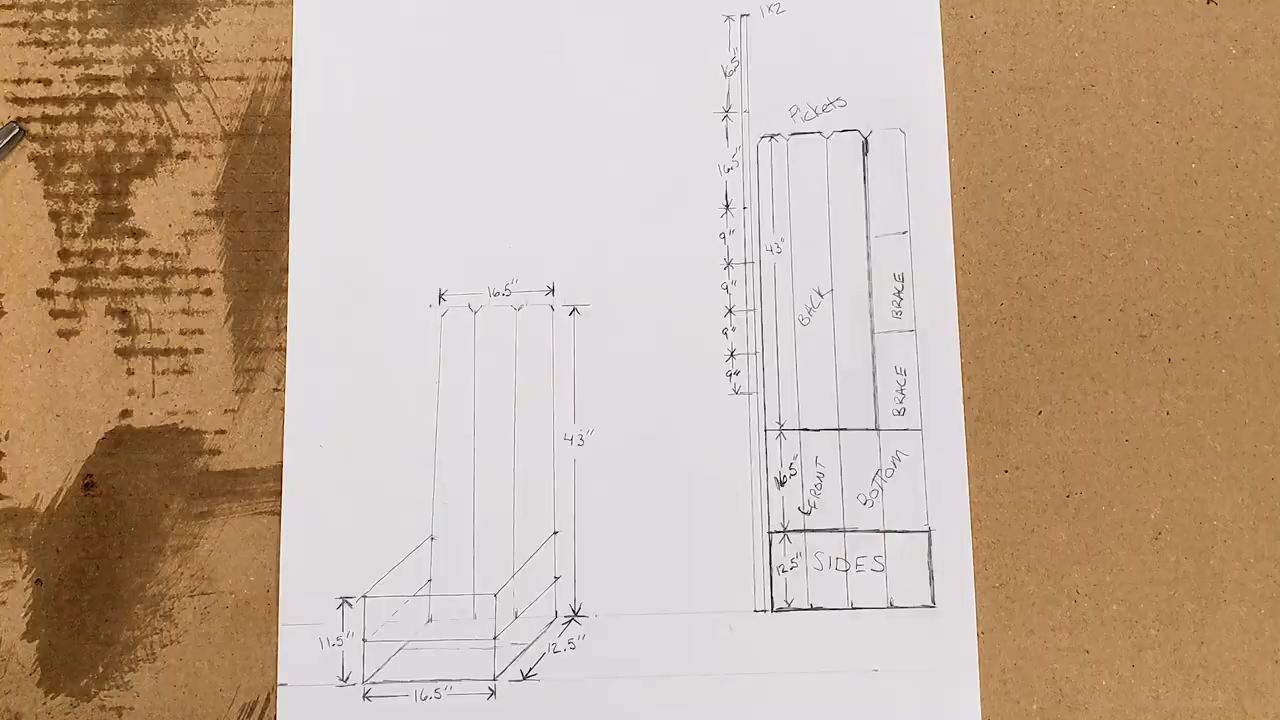 16.5"
43"
11.5"
12.5"
16.5"
1x2
16.5"
16.5"
9"
9"
9"
9"
Pickets
43"
BACK
BRACE
BRACE
16.5"
FRONT
BOTTOM
12.5"
SIDES